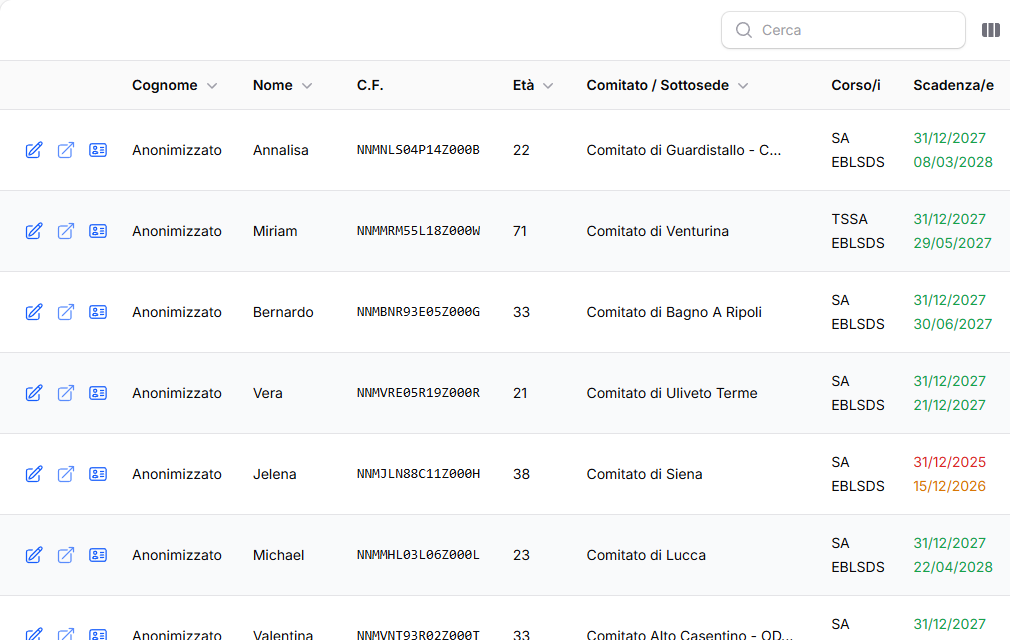 Cerca
Cognome Nome C.F. Età Comitato / Sottosede Corso/i Scadenza/e
Anonimizzato Annalisa NNMNLS04P14Z000B 22 Comitato di Guardistallo - C... SA 31/12/2027
EBLSDS 08/03/2028
Anonimizzato Miriam NNMMRM55L18Z000W 71 Comitato di Venturina TSSA 31/12/2027
EBLSDS 29/05/2027
Anonimizzato Bernardo NNMBNR93E05Z000G 33 Comitato di Bagno A Ripoli SA 31/12/2027
EBLSDS 30/06/2027
Anonimizzato Vera NNMVRE05R19Z000R 21 Comitato di Uliveto Terme SA 31/12/2027
EBLSDS 21/12/2027
Anonimizzato Jelena NNMJLN88C11Z000H 38 Comitato di Siena SA 31/12/2025
EBLSDS 15/12/2026
Anonimizzato Michael NNMMHL03L06Z000L 23 Comitato di Lucca SA 31/12/2027
EBLSDS 22/04/2028
Anonimizzato Valentina NNMVNT93R02Z000T 33 Comitato Alto Casentino - OD... SA 31/12/2027